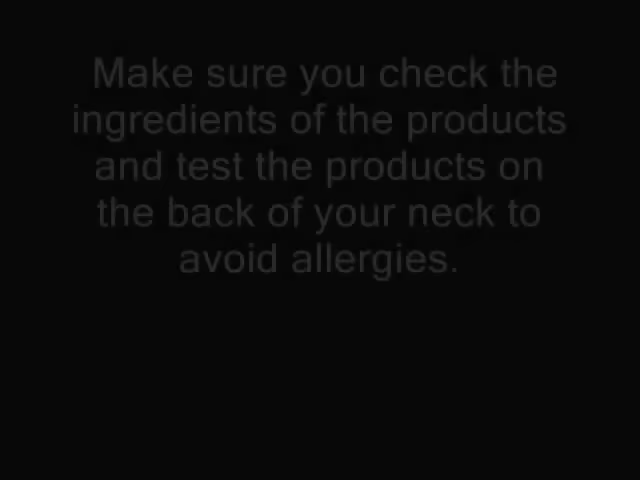 Make sure you check the
ingredients of the products
and test the products on
the back of your neck to
avoid allergies.